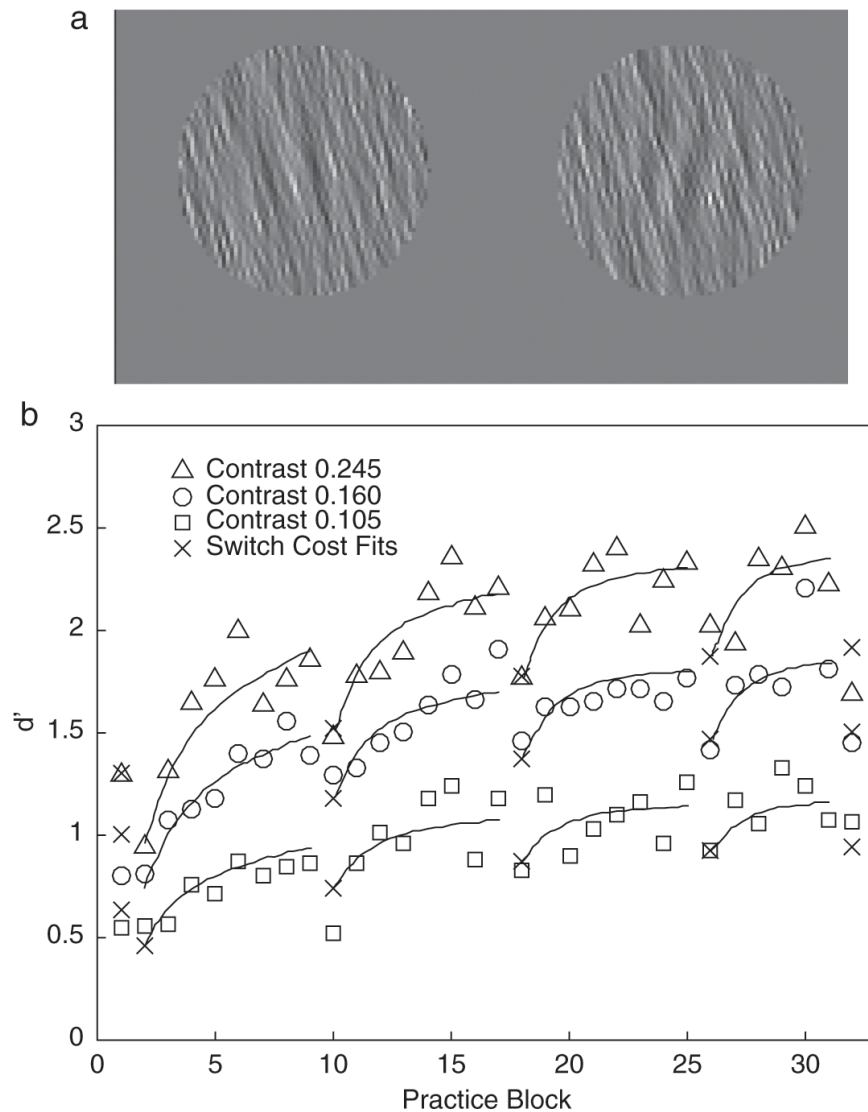 a
b
3
2.5
2
1.5
1
0.5
0
Contrast 0.245
Contrast 0.160
Contrast 0.105
Switch Cost Fits
d'
0 5 10 15 20 25 30
Practice Block